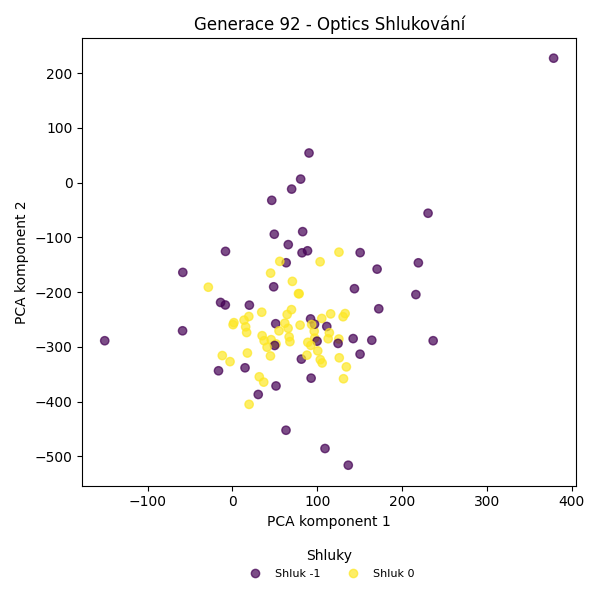 Generace 92 - Optics Shlukování
PCA komponent 2
200
100
0
−100
−200
−300
−400
−500
−100 0 100 200 300 400
PCA komponent 1
Shluky
Shluk -1 Shluk 0